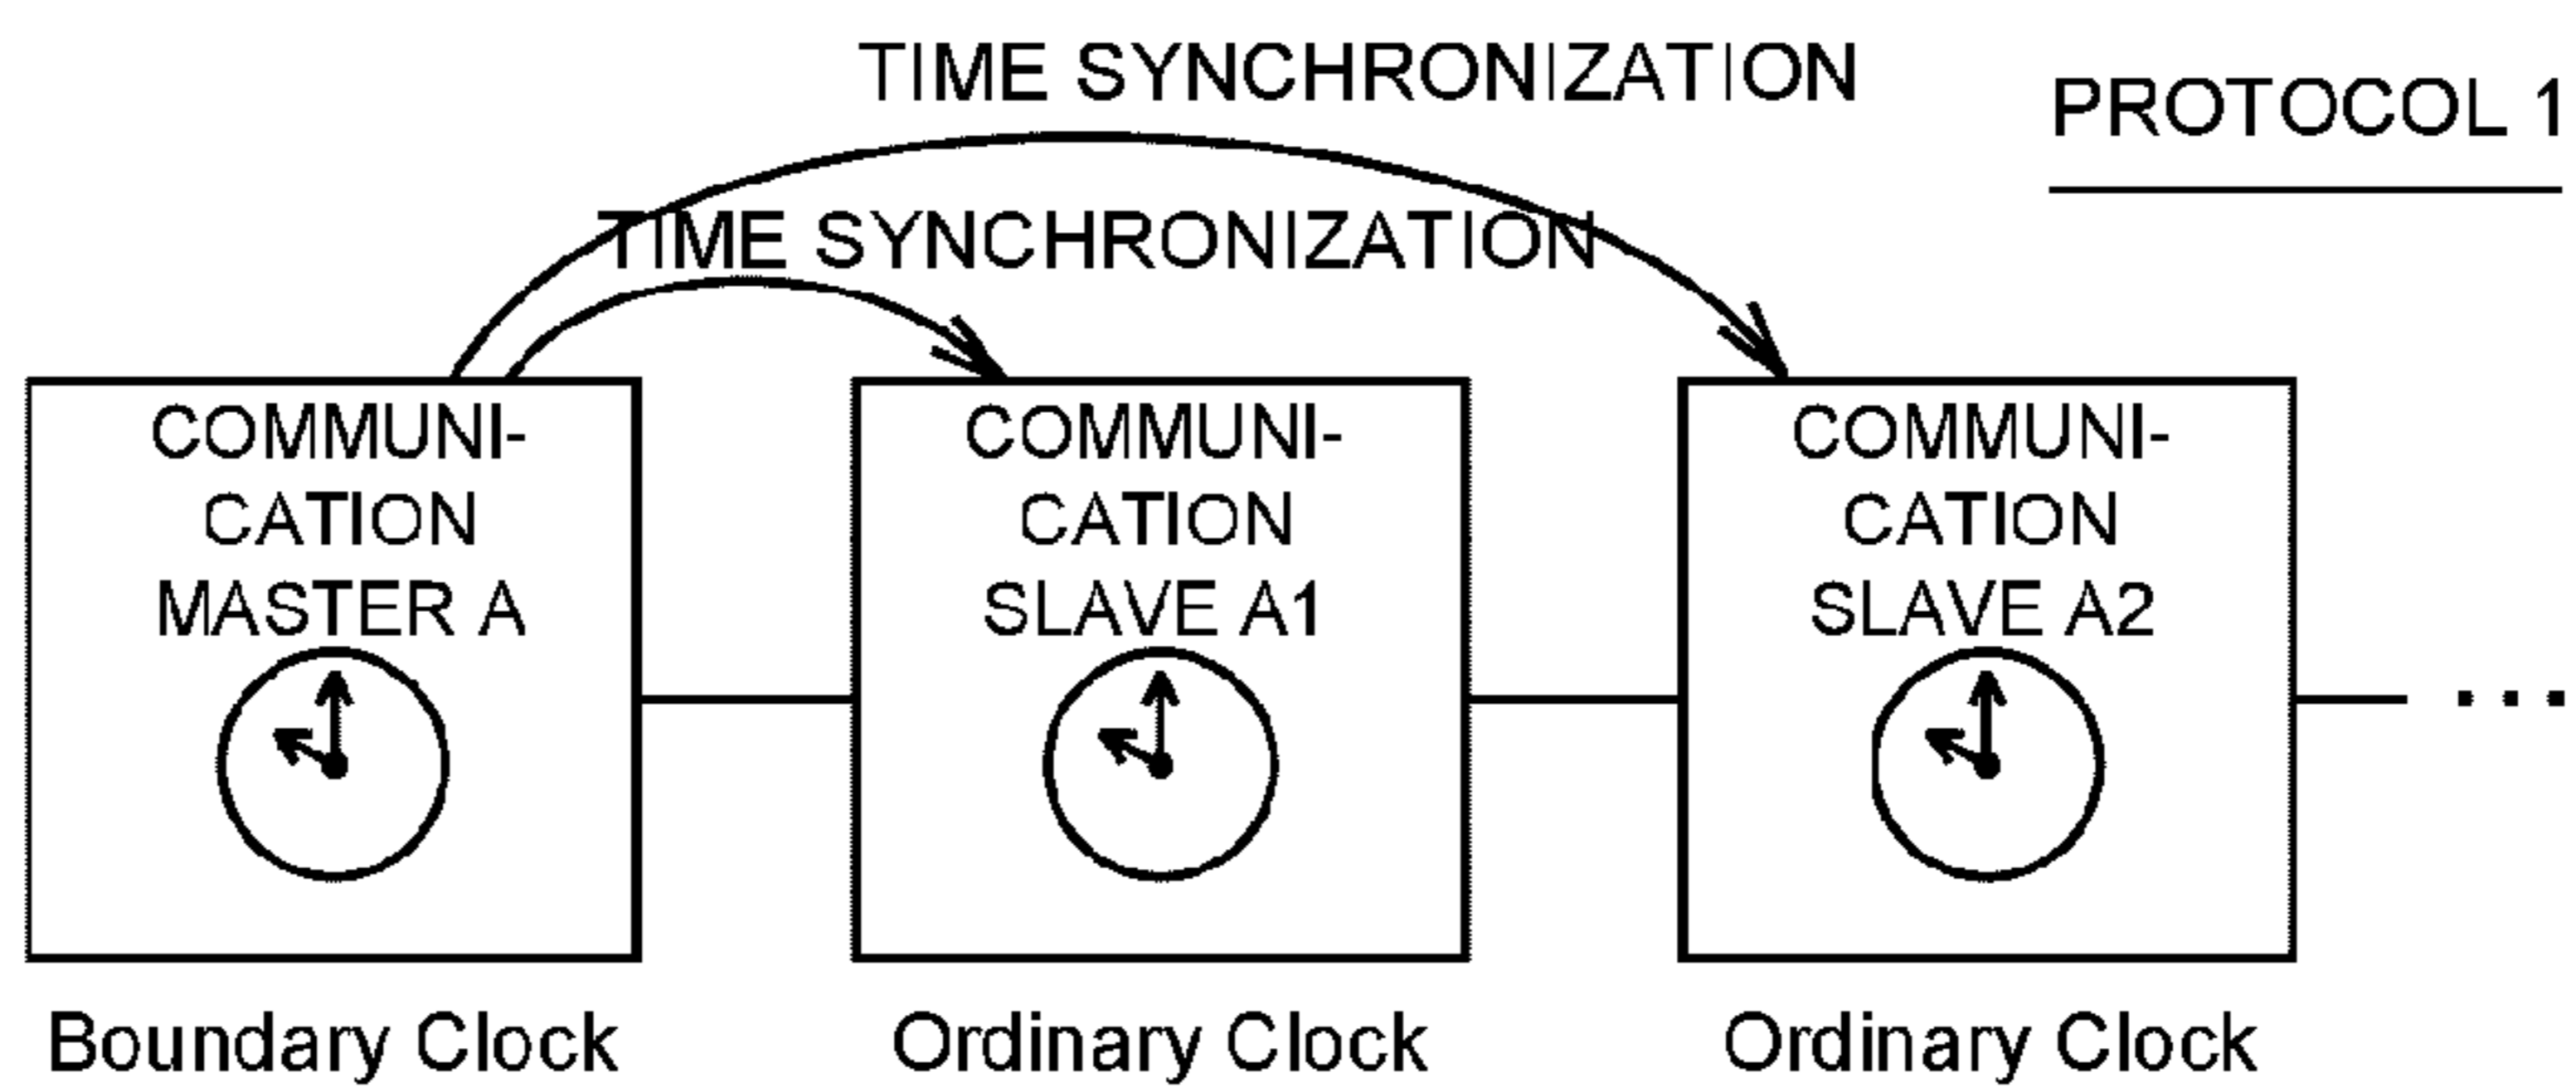 TIME SYNCHRONIZATION
PROTOCOL 1
TIME SYNCHRONIZATION
COMMUNI-
CATION
MASTER A
COMMUNI-
CATION
SLAVE A1
COMMUNI-
CATION
SLAVE A2
...
Boundary Clock
Ordinary Clock
Ordinary Clock